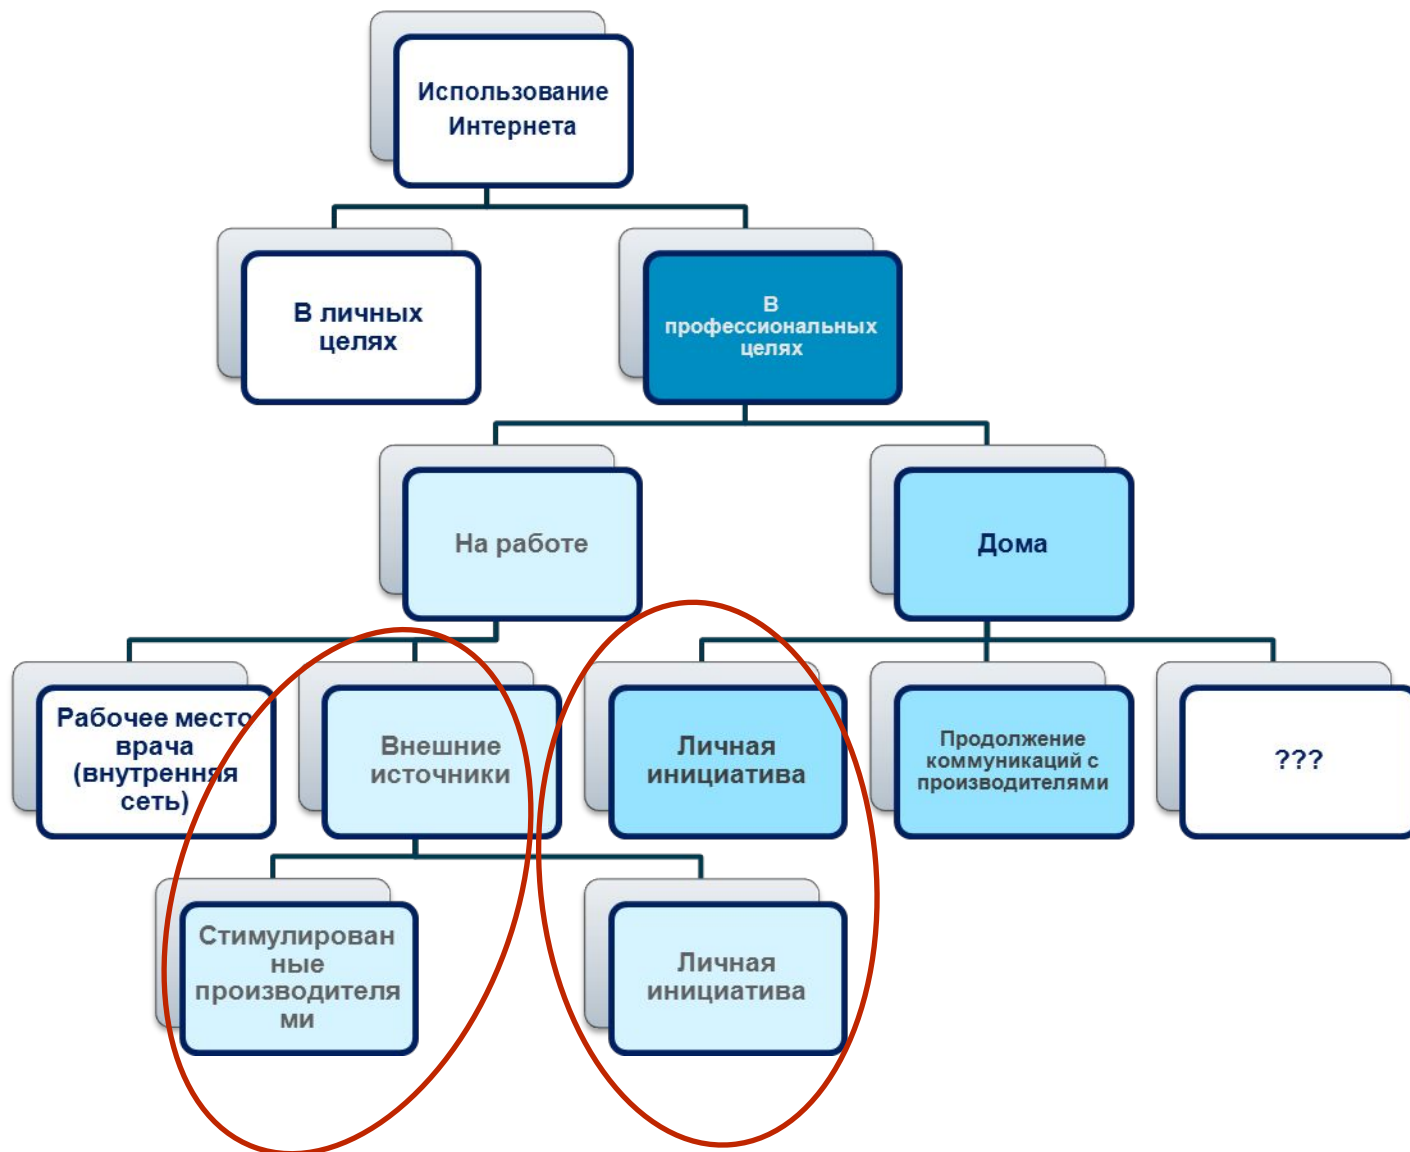 Использование
Интернета
В личных
целях
В
профессиональных
целях
На работе
Дома
Рабочее место
врача
(внутренняя
сеть)
Внешние
источники
Личная
инициатива
Продолжение
коммуникаций с
производителями
???
Стимулирован
ные
производителя
ми
Личная
инициатива